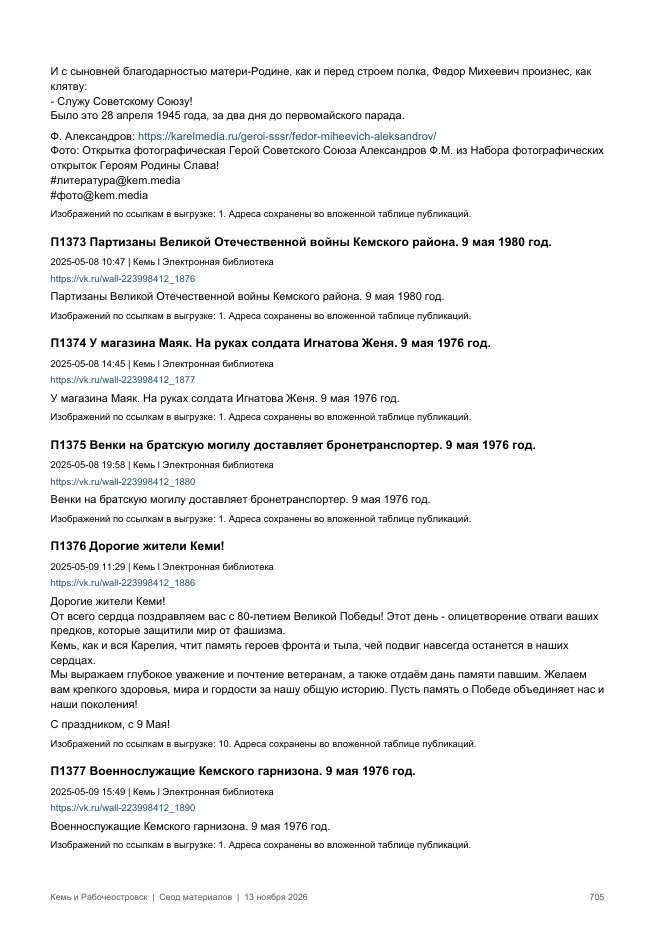 И с сыновней благодарностью матери-Родине, как и перед строем полка, Федор Михеевич произнес, как
клятву:
- Служу Советскому Союзу!
Было это 28 апреля 1945 года, за два дня до первомайского парада.
Ф. Александров: https://karelmedia.ru/geroi-sssr/fedor-miheevich-aleksandrov/
Фото: Открытка фотографическая Герой Советского Союза Александров Ф.М. из Набора фотографических
открыток Героям Родины Слава!
#литература@kem.media
#фото@kem.media
Изображений по ссылкам в выгрузке: 1. Адреса сохранены во вложенной таблице публикаций.
П1373 Партизаны Великой Отечественной войны Кемского района. 9 мая 1980 год.
2025-05-08 10:47 | Кемь I Электронная библиотека
https://vk.ru/wall-223998412_1876
Партизаны Великой Отечественной войны Кемского района. 9 мая 1980 год.
Изображений по ссылкам в выгрузке: 1. Адреса сохранены во вложенной таблице публикаций.
П1374 У магазина Маяк. На руках солдата Игнатова Женя. 9 мая 1976 год.
2025-05-08 14:45 | Кемь I Электронная библиотека
https://vk.ru/wall-223998412_1877
У магазина Маяк. На руках солдата Игнатова Женя. 9 мая 1976 год.
Изображений по ссылкам в выгрузке: 1. Адреса сохранены во вложенной таблице публикаций.
П1375 Венки на братскую могилу доставляет бронетранспортер. 9 мая 1976 год.
2025-05-08 19:58 | Кемь I Электронная библиотека
https://vk.ru/wall-223998412_1880
Венки на братскую могилу доставляет бронетранспортер. 9 мая 1976 год.
Изображений по ссылкам в выгрузке: 1. Адреса сохранены во вложенной таблице публикаций.
П1376 Дорогие жители Кеми!
2025-05-09 11:29 | Кемь I Электронная библиотека
https://vk.ru/wall-223998412_1886
Дорогие жители Кеми!
От всего сердца поздравляем вас с 80-летием Великой Победы! Этот день - олицетворение отваги ваших
предков, которые защитили мир от фашизма.
Кемь, как и вся Карелия, чтит память героев фронта и тыла, чей подвиг навсегда останется в наших
сердцах.
Мы выражаем глубокое уважение и почтение ветеранам, а также отдаём дань памяти павшим. Желаем
вам крепкого здоровья, мира и гордости за нашу общую историю. Пусть память о Победе объединяет нас и
наши поколения!
С праздником, с 9 Мая!
Изображений по ссылкам в выгрузке: 10. Адреса сохранены во вложенной таблице публикаций.
П1377 Военнослужащие Кемского гарнизона. 9 мая 1976 год.
2025-05-09 15:49 | Кемь I Электронная библиотека
https://vk.ru/wall-223998412_1890
Военнослужащие Кемского гарнизона. 9 мая 1976 год.
Изображений по ссылкам в выгрузке: 1. Адреса сохранены во вложенной таблице публикаций.
Кемь и Рабочеостровск | Свод материалов | 13 ноября 2026 705